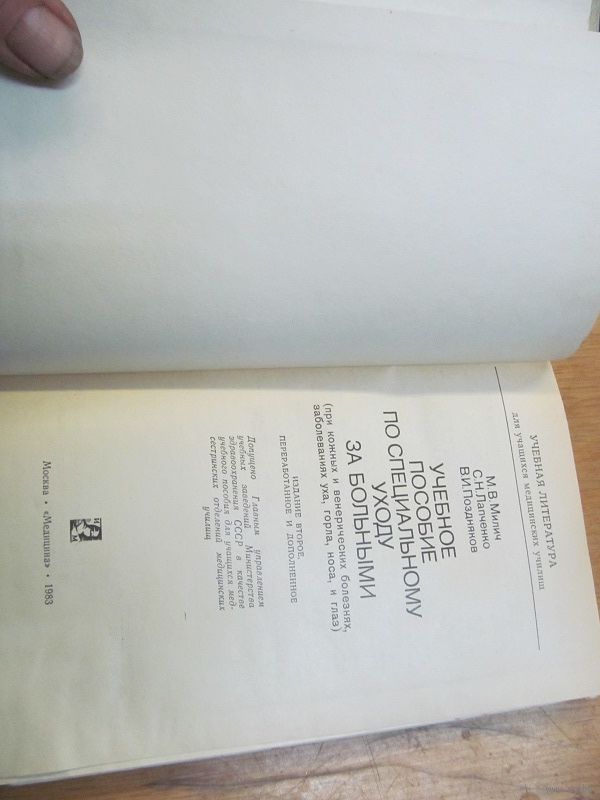 УЧЕБНАЯ ЛИТЕРАТУРА
для учащихся медицинских училищ
М.В.Милич
С.Н.Лапченко
В.И.Поздняков
УЧЕБНОЕ
ПОСОБИЕ
ПО СПЕЦИАЛЬНОМУ
УХОДУ
ЗА БОЛЬНЫМИ
(при кожных и венерических болезнях,
заболеваниях уха, горла, носа, и глаз)
ИЗДАНИЕ ВТОРОЕ,
ПЕРЕРАБОТАННОЕ И ДОПОЛНЕННОЕ
Допущено Главным управлением
учебных заведений Министерства
здравоохранения СССР в качестве
учебного пособия для учащихся мед-
сестринских отделений медицинских
училищ
Москва • «Медицина» • 1983